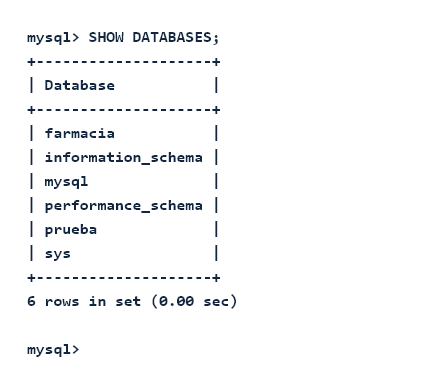 mysql> SHOW DATABASES;
+--------------------+
| Database           |
+--------------------+
| farmacia           |
| information_schema |
| mysql              |
| performance_schema |
| prueba             |
| sys                |
+--------------------+
6 rows in set (0.00 sec)
mysql>